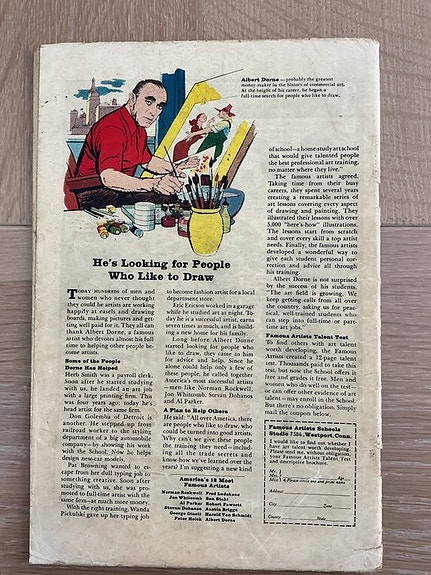 Albert Dorne — probably the greatest
money-maker in the history of commercial art.
At the height of his career, he began a
full-time search for people who like to draw.
He's Looking for People
Who Like to Draw
TODAY HUNDREDS of men and
women who never thought
they could be artists are working
happily at easels and drawing
boards, making pictures and get-
ting well paid for it. They all can
thank Albert Dorne, a famous
artist who devotes almost his full
time to helping other people be-
come artists.
Some of the People
Dorne Has Helped
Herb Smith was a payroll clerk.
Soon after he started studying
with us, he landed an art job
with a large printing firm. This
was four years ago; today he's
head artist for the same firm.
Don Golemba of Detroit is
another. He stepped up from
railroad worker to the styling
department of a big automobile
company—by showing his work
with the School. Now he helps
design new-car models.
Pat Browning wanted to es-
cape from her dull typing job to
something creative. Soon after
studying with us, she was pro-
moted to full-time artist with the
same firm—at much more money.
With the right training, Wanda
Pickulski gave up her typing job
to become fashion artist for a local
department store.
Eric Ericson worked in a garage
while he studied art at night. To-
day he is a successful artist, earns
seven times as much, and is build-
ing a new home for his family.
Long before Albert Dorne
started looking for people who
like to draw, they came to him
for advice and help. Since he
alone could help only a few of
these people, he called together
America's most successful artists
—men like Norman Rockwell,
Jon Whitcomb, Stevan Dohanos
and Al Parker.
A Plan to Help Others
He said: "All over America, there
are people who like to draw, who
could be turned into good artists.
Why can't we give these people
the training they need—includ-
ing all the trade secrets and
know how we've learned over the
years? I'm suggesting a new kind
America's 12 Most
Famous Artists
Norman Rockwell
Jon Whitcomb
Al Parker
Stevan Dohanos
George Giusti
Peter Helck
Fred Ludekens
Ben Stahl
Robert Fawcett
Austin Briggs
Harold Von Schmidt
Albert Dorne
of school—a home-study art school
that would give talented people
the best professional art training,
no matter where they live."
The famous artists agreed.
Taking time from their busy
careers, they spent several years
creating a remarkable series of
art lessons covering every aspect
of drawing and painting. They
illustrated their lessons with over
5,000 "here's-how" illustrations.
The lessons start from scratch
and cover every skill a top artist
needs. Finally, the famous artists
developed a wonderful way to
give each student personal cor-
rection and advice all through
his training.
Albert Dorne is not surprised
by the success of his students.
"The art field is growing. We
keep getting calls from all over
the country, asking us for prac-
tical, well-trained students who
can step into full-time or part-
time art jobs."
Famous Artists Talent Test
To find others with art talent
worth developing, the Famous
Artists created a 12-page talent
test. Thousands paid to take this
test, but now the School offers it
free and grades it free. Men and
women who do well on the test—
or can offer other evidence of art
talent—may enroll in the School.
But there's no obligation. Simply
mail the coupon below.
Famous Artists Schools
Westport, Conn.
I would like to find out whether I
have art talent worth developing.
Please send me, without obligation,
your Famous Artists Talent Test
and descriptive brochure.
Mr.
Mrs.
Miss
Age
Please circle one and print name
Address
City
Zone
County
State